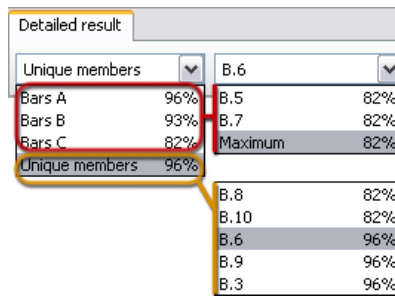 Detailed result
Unique members B.6
Bars A 96% B.5 82%
Bars B 93% B.7 82%
Bars C 82% Maximum 82%
Unique members 96%
B.8 82%
B.10 82%
B.6 96%
B.9 96%
B.3 96%